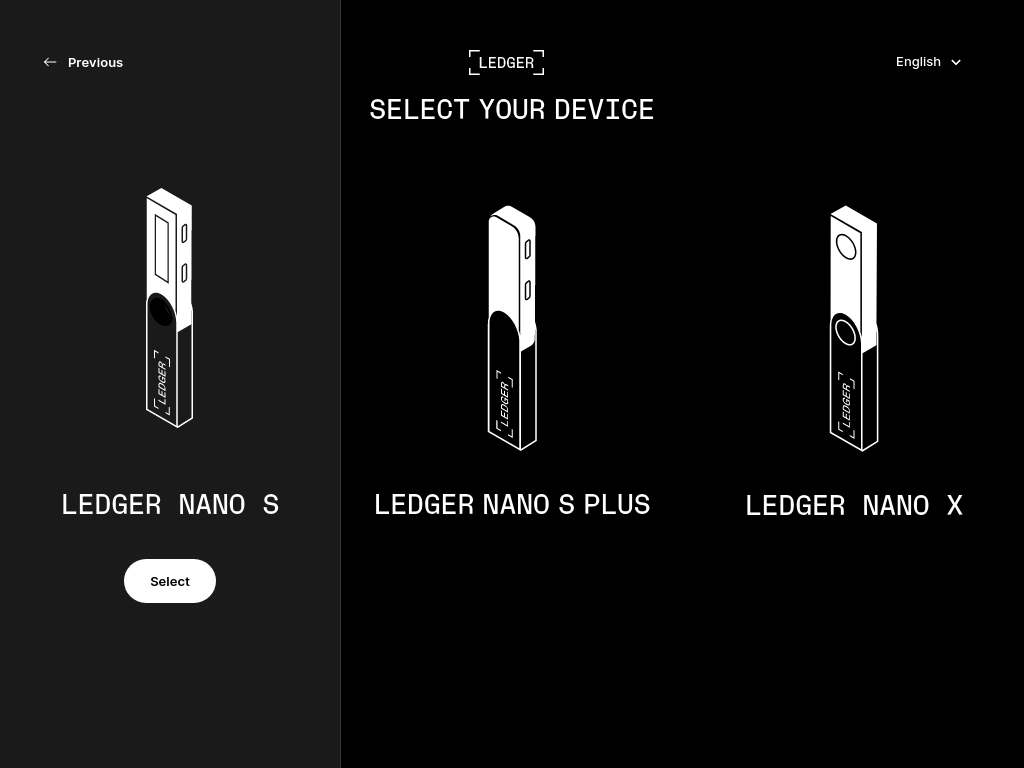 Previous
LEDGER
English
SELECT YOUR DEVICE
LEDGER
LEDGER
LEDGER
LEDGER NANO S
LEDGER NANO S PLUS
LEDGER NANO X
Select